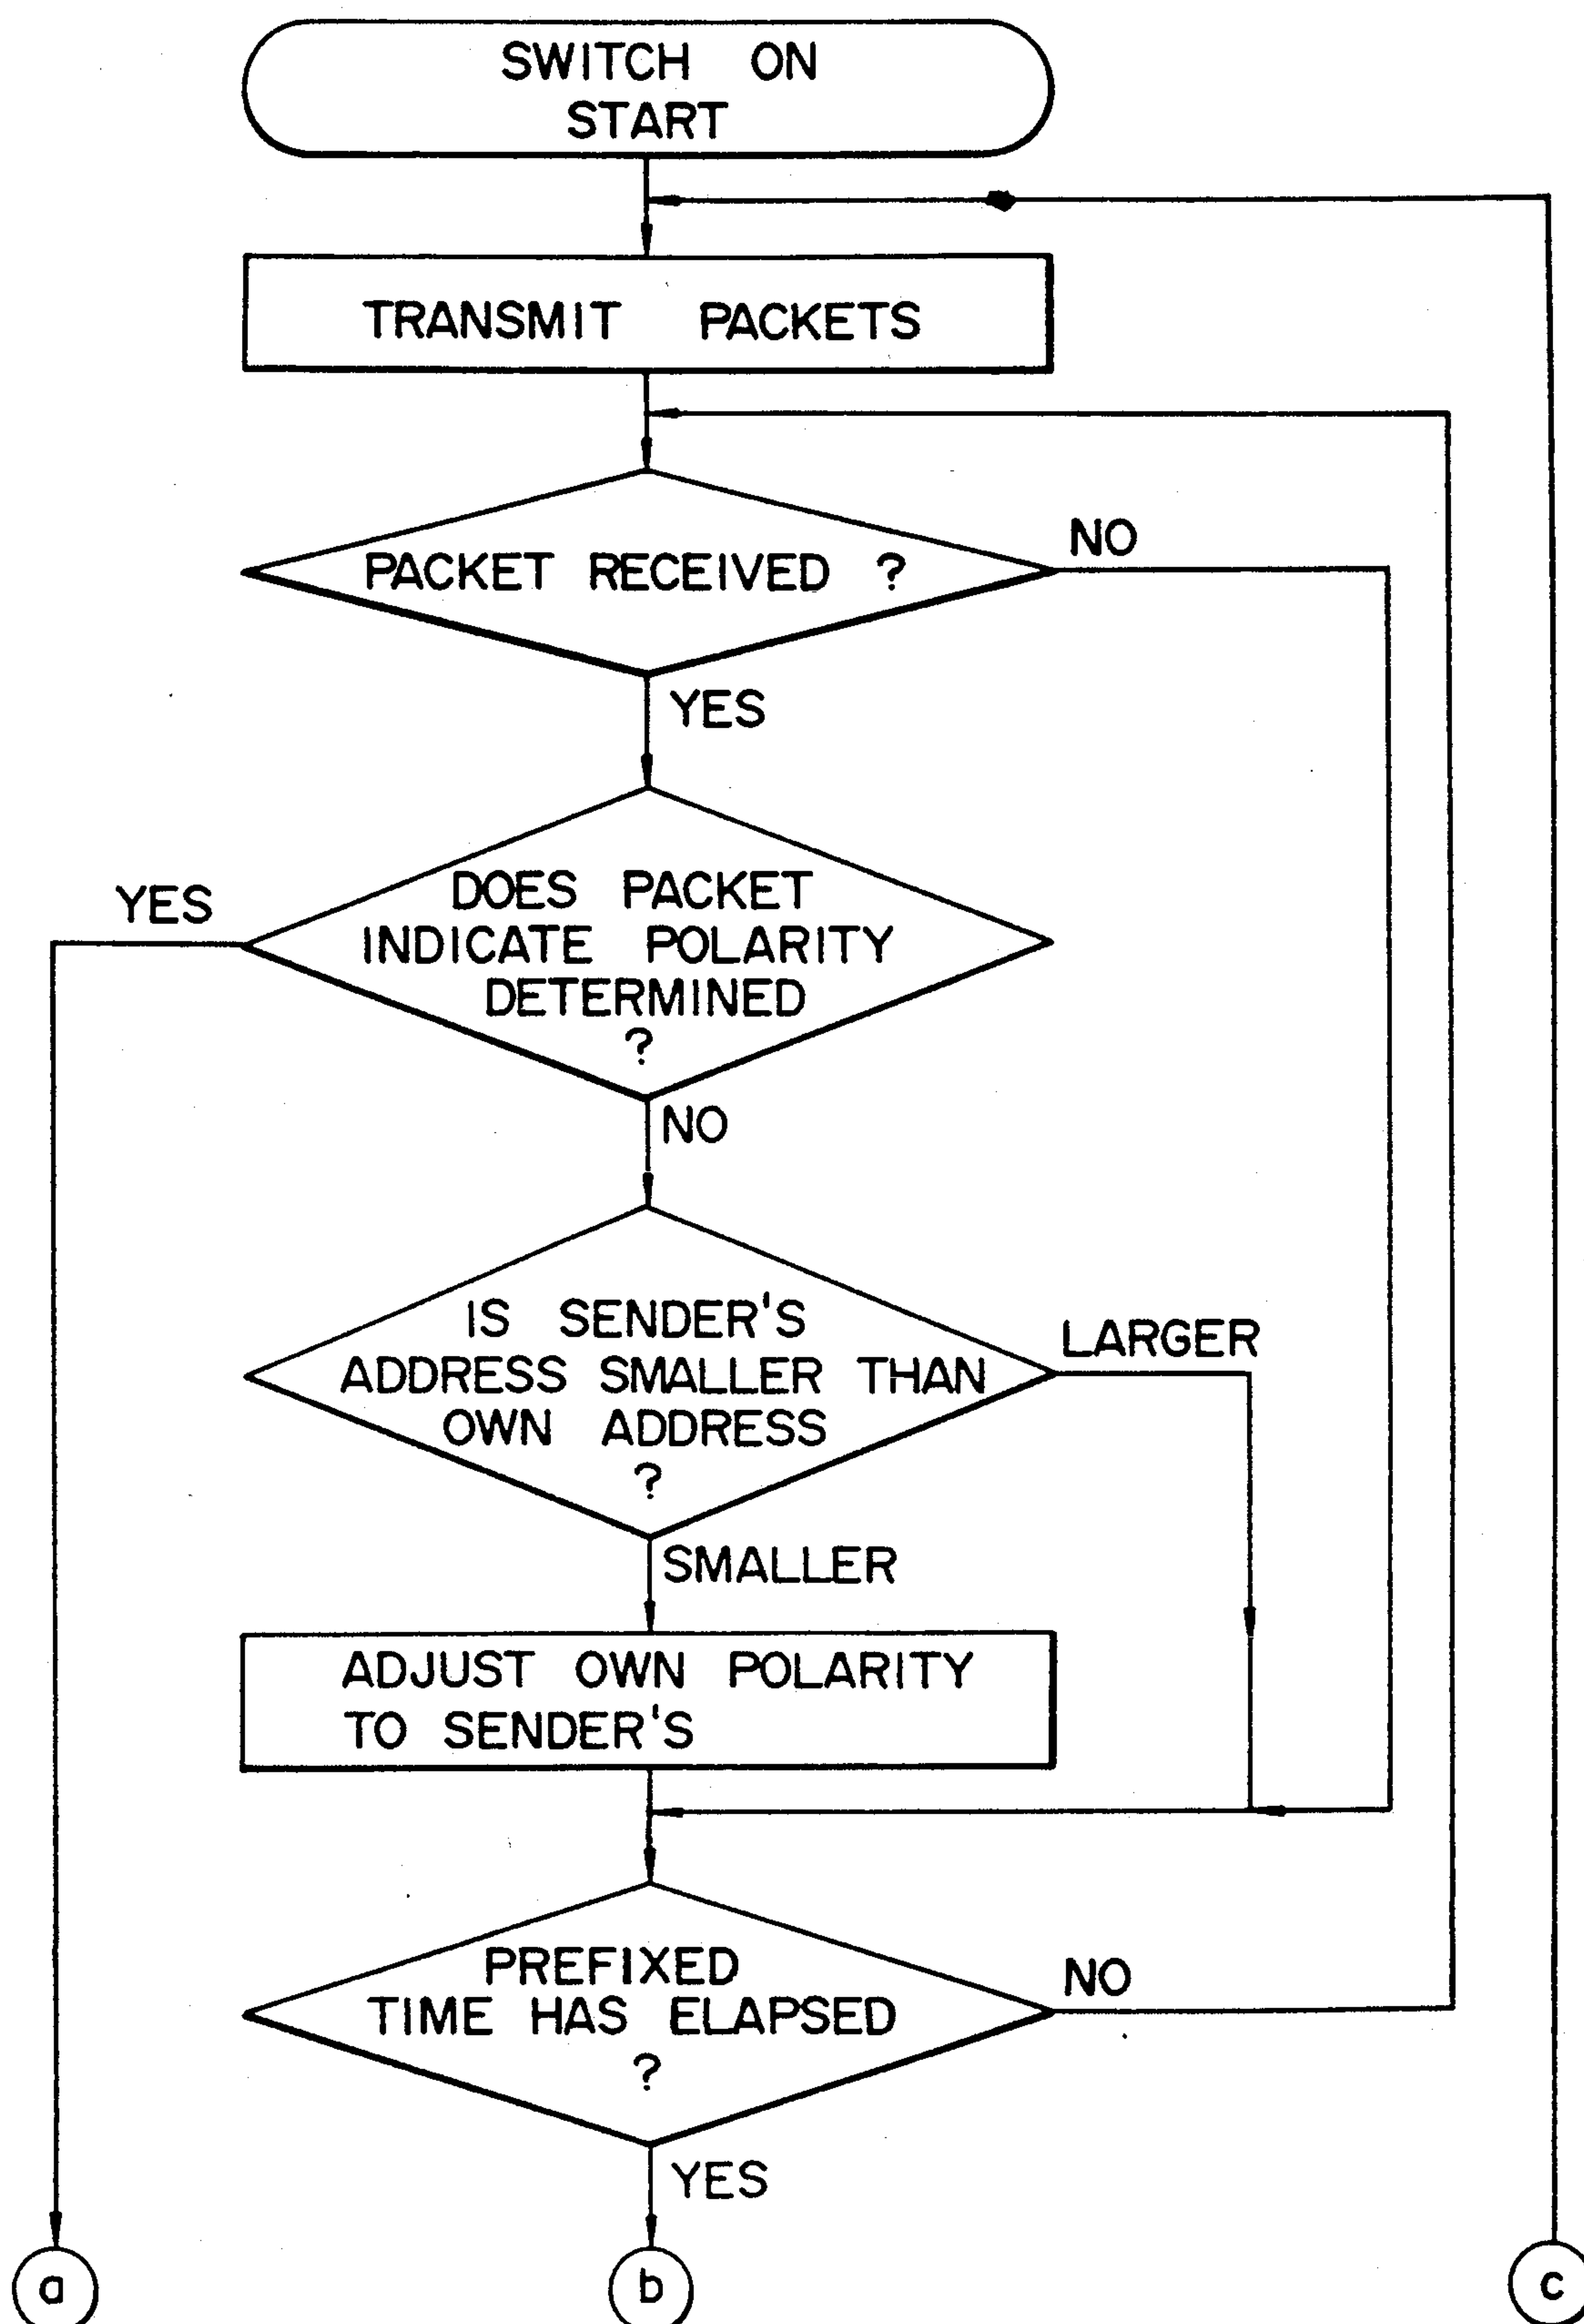 SWITCH ON
START
TRANSMIT PACKETS
NO
PACKET RECEIVED ?
YES
YES
DOES PACKET
INDICATE POLARITY
DETERMINED
?
NO
IS SENDER'S
ADDRESS SMALLER THAN
OWN ADDRESS
?
LARGER
SMALLER
ADJUST OWN POLARITY
TO SENDER'S
PREFIXED
TIME HAS ELAPSED
?
NO
YES
a
b
c